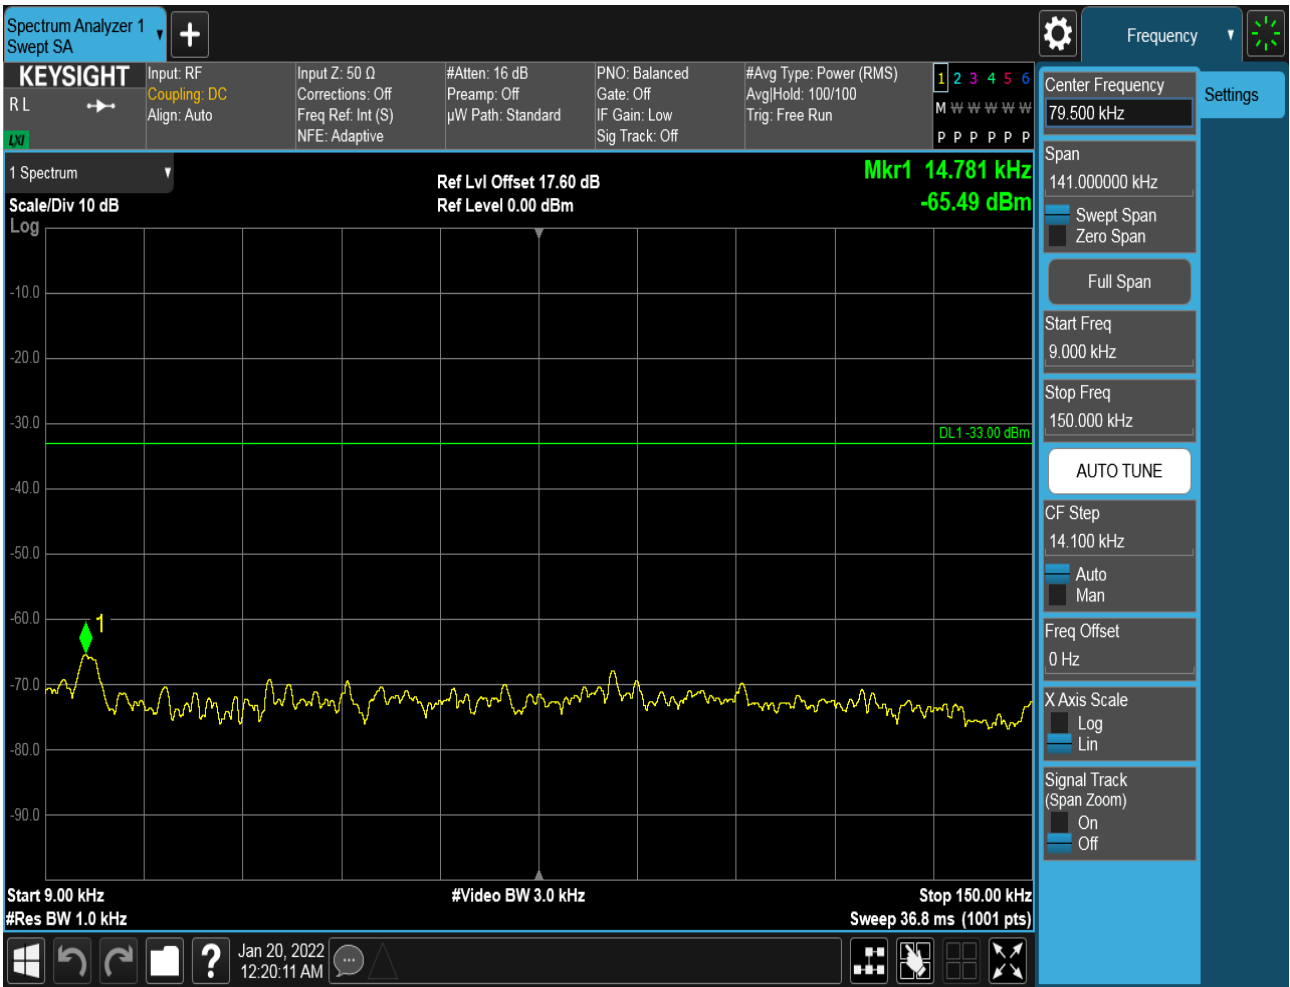 Spectrum Analyzer 1
Swept SA
Frequency
KEYSIGHT
R L
LXI
Input: RF
Coupling: DC
Align: Auto
Input Z: 50 Ω
Corrections: Off
Freq Ref: Int (S)
NFE: Adaptive
#Atten: 16 dB
Preamp: Off
µW Path: Standard
PNO: Balanced
Gate: Off
IF Gain: Low
Sig Track: Off
#Avg Type: Power (RMS)
Avg|Hold: 100/100
Trig: Free Run
1 2 3 4 5 6
M W W W W W
P P P P P P
1 Spectrum
Scale/Div 10 dB
Log
Ref Lvl Offset 17.60 dB
Ref Level 0.00 dBm
Mkr1 14.781 kHz
-65.49 dBm
-10.0
-20.0
-30.0
DL1 -33.00 dBm
-40.0
-50.0
-60.0
1
-70.0
-80.0
-90.0
Start 9.00 kHz
#Res BW 1.0 kHz
#Video BW 3.0 kHz
Stop 150.00 kHz
Sweep 36.8 ms (1001 pts)
Center Frequency
79.500 kHz
Settings
Span
141.000000 kHz
Swept Span
Zero Span
Full Span
Start Freq
9.000 kHz
Stop Freq
150.000 kHz
AUTO TUNE
CF Step
14.100 kHz
Auto
Man
Freq Offset
0 Hz
X Axis Scale
Log
Lin
Signal Track
(Span Zoom)
On
Off
?
Jan 20, 2022
12:20:11 AM